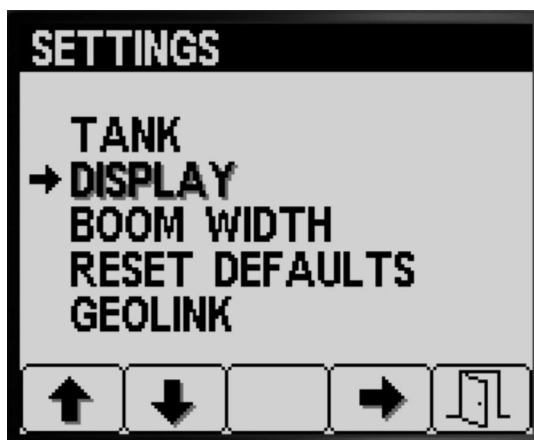 SETTINGS
TANK
DISPLAY
BOOM WIDTH
RESET DEFAULTS
GEOLINK